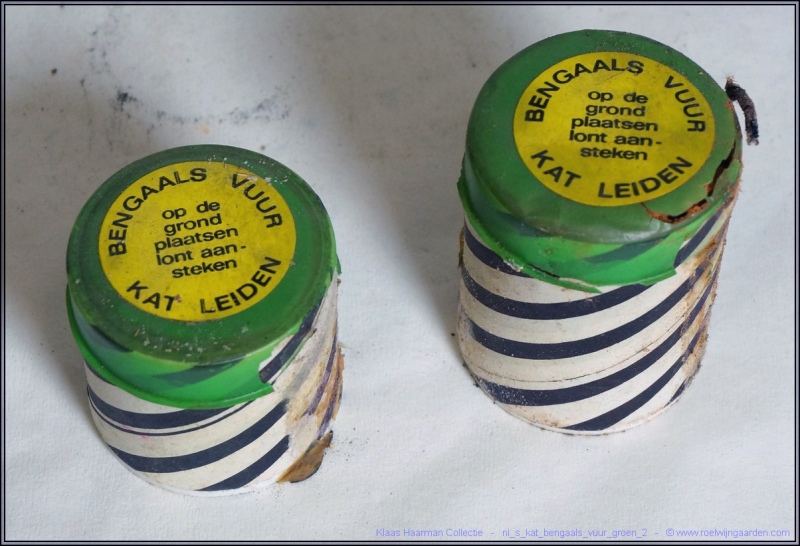 BENGAALS VUUR
op de
grond
plaatsen
lont aan-
steken
KAT LEIDEN
BENGAALS VUUR
op de
grond
plaatsen
lont aan-
steken
KAT LEIDEN
Klaas Haarman Collectie - nl_s_kat_bengaals_vuur_groen_2 - © www.roelwijngaarden.com